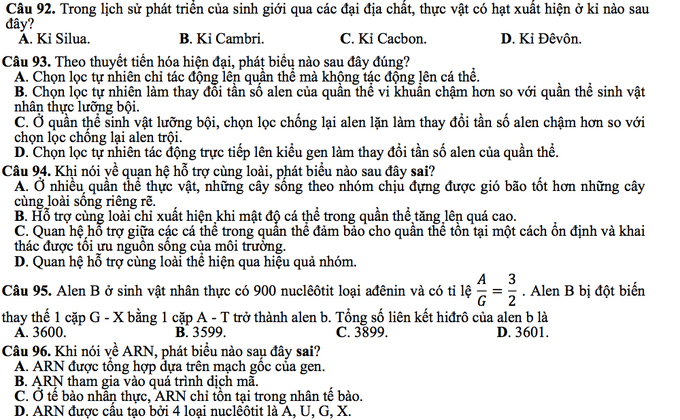 Câu 92. Trong lịch sử phát triển của sinh giới qua các đại địa chất, thực vật có hạt xuất hiện ở kỉ nào sau
đây?
A. Kỉ Silua. B. Kỉ Cambri. C. Kỉ Cacbon. D. Kỉ Đêvôn.
Câu 93. Theo thuyết tiến hóa hiện đại, phát biểu nào sau đây đúng?
A. Chọn lọc tự nhiên chỉ tác động lên quần thể mà không tác động lên cá thể.
B. Chọn lọc tự nhiên làm thay đổi tần số alen của quần thể vi khuẩn chậm hơn so với quần thể sinh vật
nhân thực lưỡng bội.
C. Ở quần thể sinh vật lưỡng bội, chọn lọc chống lại alen lặn làm thay đổi tần số alen chậm hơn so với
chọn lọc chống lại alen trội.
D. Chọn lọc tự nhiên tác động trực tiếp lên kiểu gen làm thay đổi tần số alen của quần thể.
Câu 94. Khi nói về quan hệ hỗ trợ cùng loài, phát biểu nào sau đây sai?
A. Ở nhiều quần thể thực vật, những cây sống theo nhóm chịu đựng được gió bão tốt hơn những cây
cùng loài sống riêng rẽ.
B. Hỗ trợ cùng loài chỉ xuất hiện khi mật độ cá thể trong quần thể tăng lên quá cao.
C. Quan hệ hỗ trợ giữa các cá thể trong quần thể đảm bảo cho quần thể tồn tại một cách ổn định và khai
thác được tối ưu nguồn sống của môi trường.
D. Quan hệ hỗ trợ cùng loài thể hiện qua hiệu quả nhóm.
Câu 95. Alen B ở sinh vật nhân thực có 900 nuclêôtit loại ađênin và có tỉ lệ A/G = 3/2 . Alen B bị đột biến
thay thế 1 cặp G - X bằng 1 cặp A - T trở thành alen b. Tổng số liên kết hiđrô của alen b là
A. 3600. B. 3599. C. 3899. D. 3601.
Câu 96. Khi nói về ARN, phát biểu nào sau đây sai?
A. ARN được tổng hợp dựa trên mạch gốc của gen.
B. ARN tham gia vào quá trình dịch mã.
C. Ở tế bào nhân thực, ARN chỉ tồn tại trong nhân tế bào.
D. ARN được cấu tạo bởi 4 loại nuclêôtit là A, U, G, X.